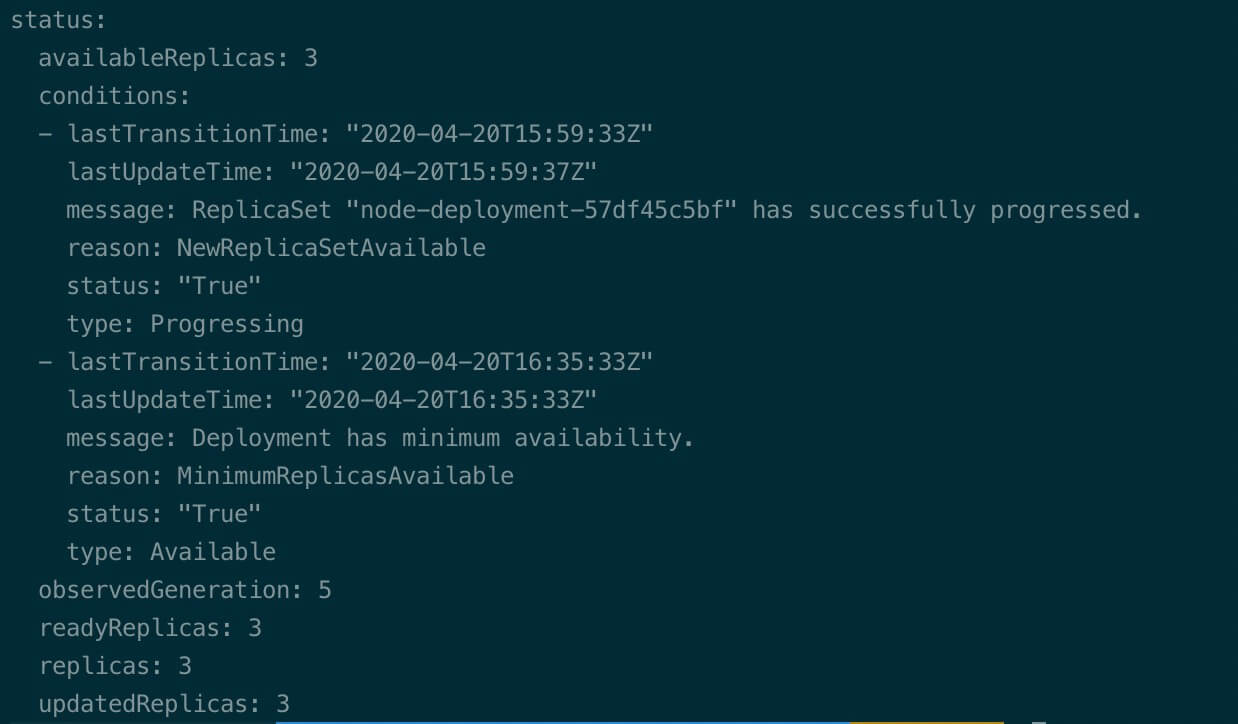 status:
  availableReplicas: 3
  conditions:
  - lastTransitionTime: "2020-04-20T15:59:33Z"
    lastUpdateTime: "2020-04-20T15:59:37Z"
    message: ReplicaSet "node-deployment-57df45c5bf" has successfully progressed.
    reason: NewReplicaSetAvailable
    status: "True"
    type: Progressing
  - lastTransitionTime: "2020-04-20T16:35:33Z"
    lastUpdateTime: "2020-04-20T16:35:33Z"
    message: Deployment has minimum availability.
    reason: MinimumReplicasAvailable
    status: "True"
    type: Available
  observedGeneration: 5
  readyReplicas: 3
  replicas: 3
  updatedReplicas: 3